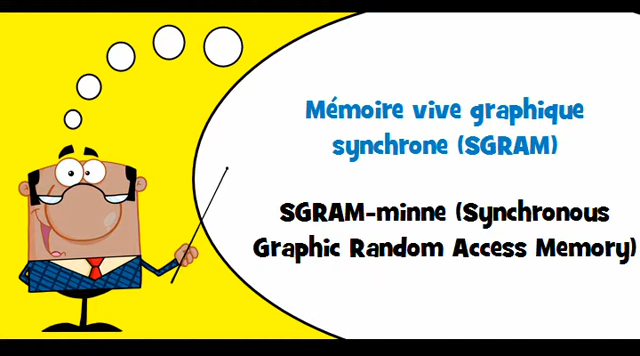 Mémoire vive graphique
synchrone (SGRAM)
SGRAM-minne (Synchronous
Graphic Random Access Memory)